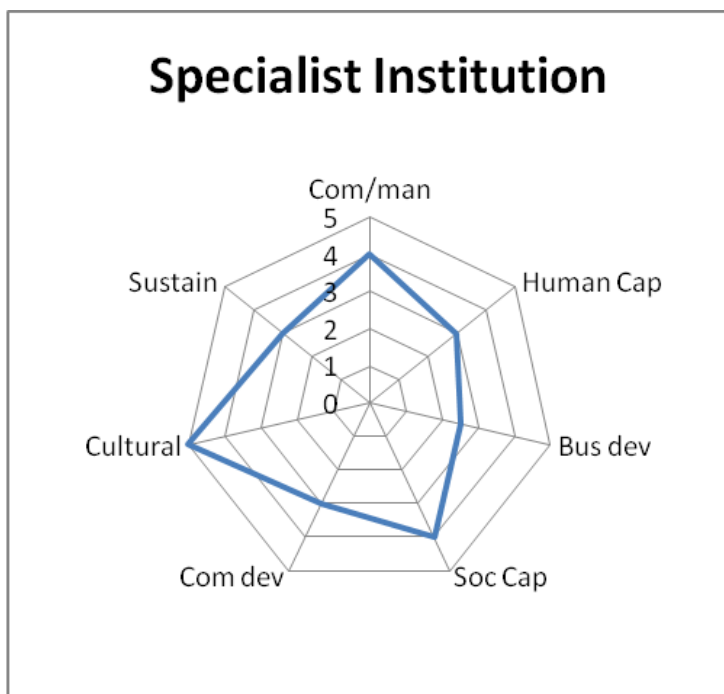 Specialist Institution
Com/man
5
4
3
2
1
0
Human Cap
Bus dev
Soc Cap
Com dev
Cultural
Sustain